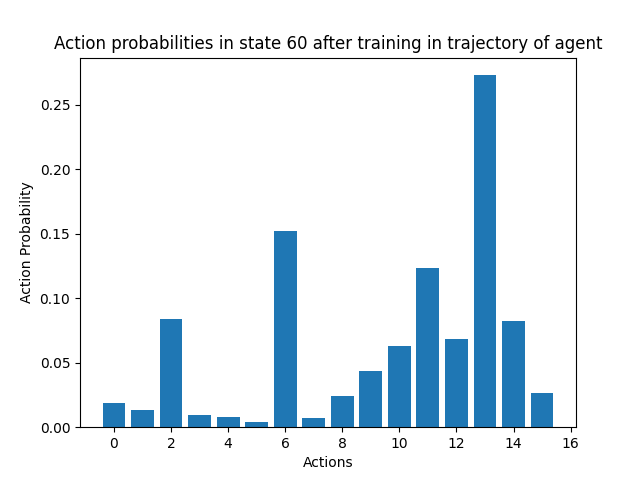 Action probabilities in state 60 after training in trajectory of agent
0.25
0.20
0.15
0.10
0.05
0.00
Action Probability
0 2 4 6 8 10 12 14 16
Actions